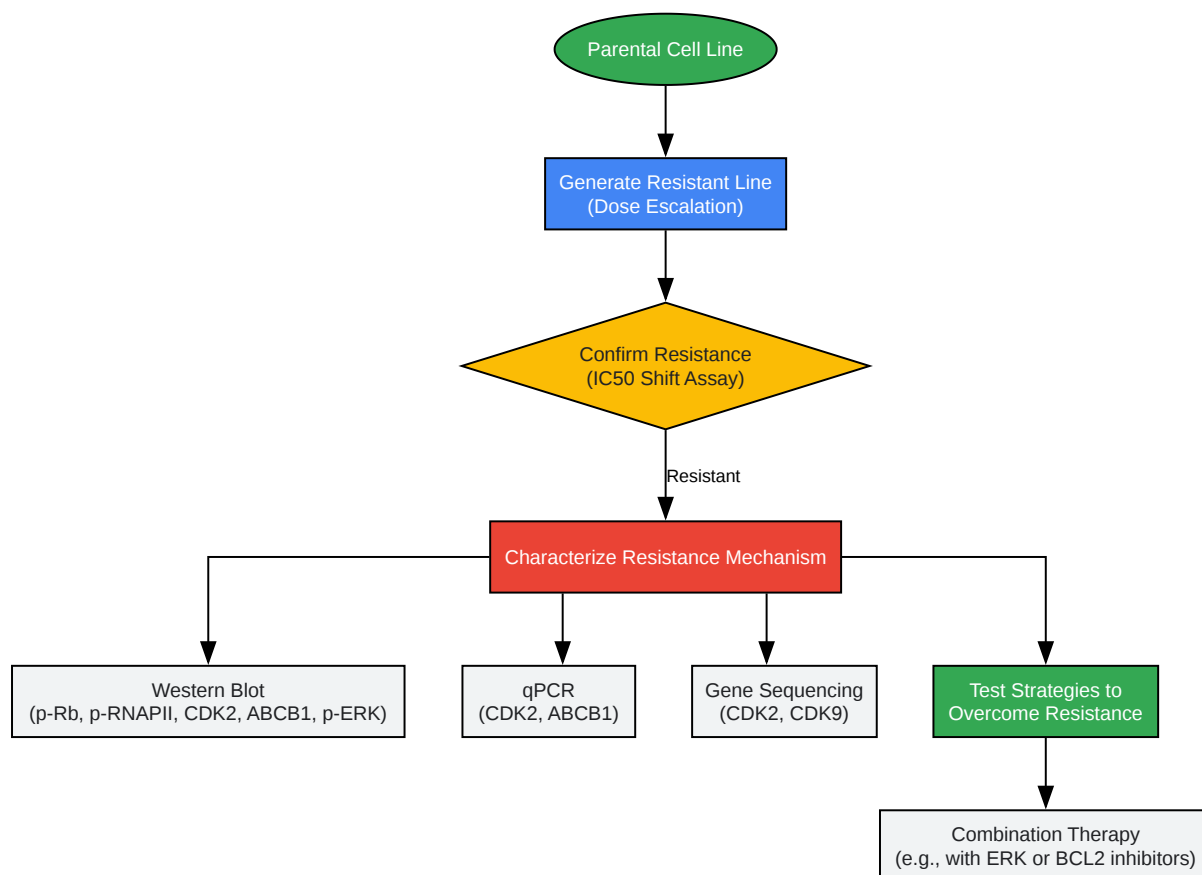 Parental Cell Line
Generate Resistant Line
(Dose Escalation)
Confirm Resistance
(IC50 Shift Assay)
Resistant
Characterize Resistance Mechanism
Western Blot
(p-Rb, p-RNAPII, CDK2, ABCB1, p-ERK)
qPCR
(CDK2, ABCB1)
Gene Sequencing
(CDK2, CDK9)
Test Strategies to
Overcome Resistance
Combination Therapy
(e.g., with ERK or BCL2 inhibitors)